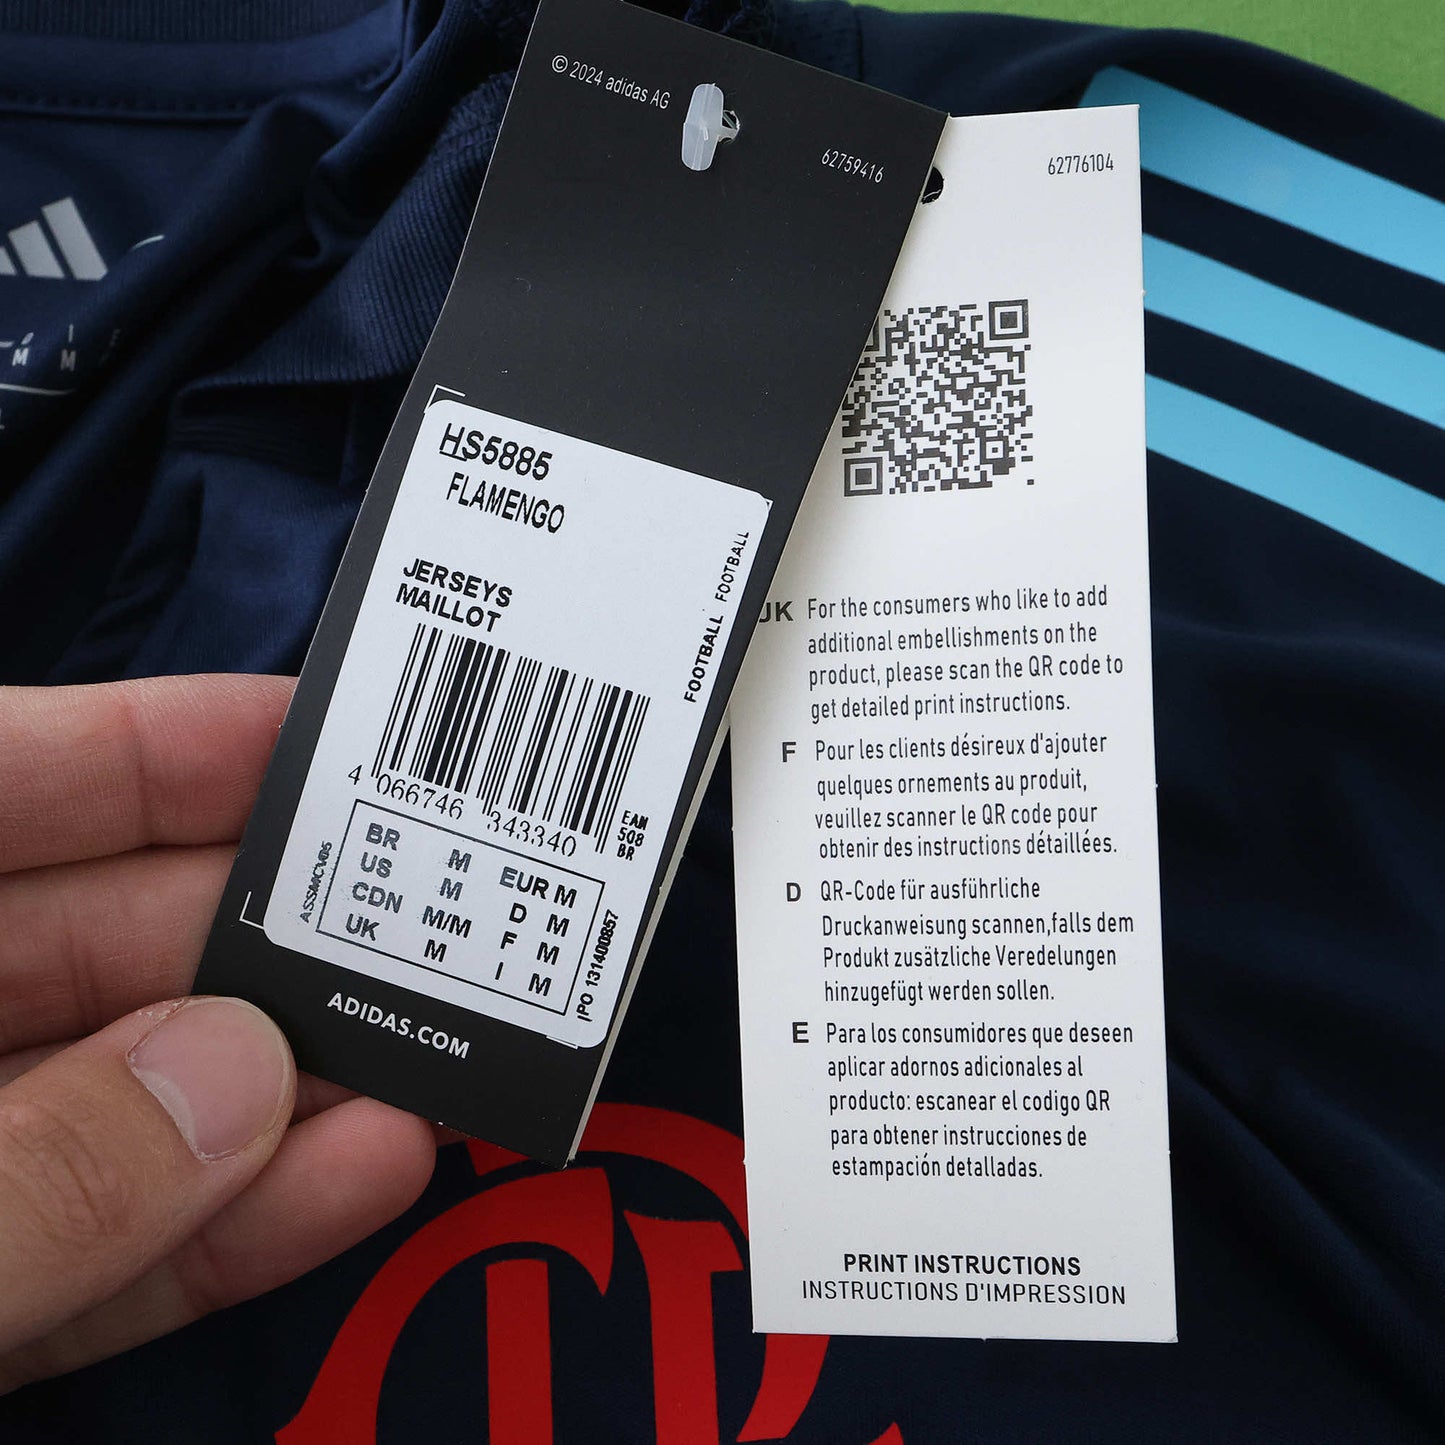 © 2024 adidas AG
62759416
HS5885
FLAMENGO
JERSEYS
MAILLOT
FOOTBALL FOOTBALL
4 066746 343340
EAM
508
BR
BR M EUR M
US M D M
CDN M/M F M
UK M I M
ASSMCV05
IPO 131400857
ADIDAS.COM
62776104
UK For the consumers who like to add
additional embellishments on the
product, please scan the QR code to
get detailed print instructions.
F Pour les clients désireux d'ajouter
quelques ornements au produit,
veuillez scanner le QR code pour
obtenir des instructions détaillées.
D QR-Code für ausführliche
Druckanweisung scannen,falls dem
Produkt zusätzliche Veredelungen
hinzugefügt werden sollen.
E Para los consumidores que deseen
aplicar adornos adicionales al
producto: escanear el codigo QR
para obtener instrucciones de
estampación detalladas.
PRINT INSTRUCTIONS
INSTRUCTIONS D'IMPRESSION